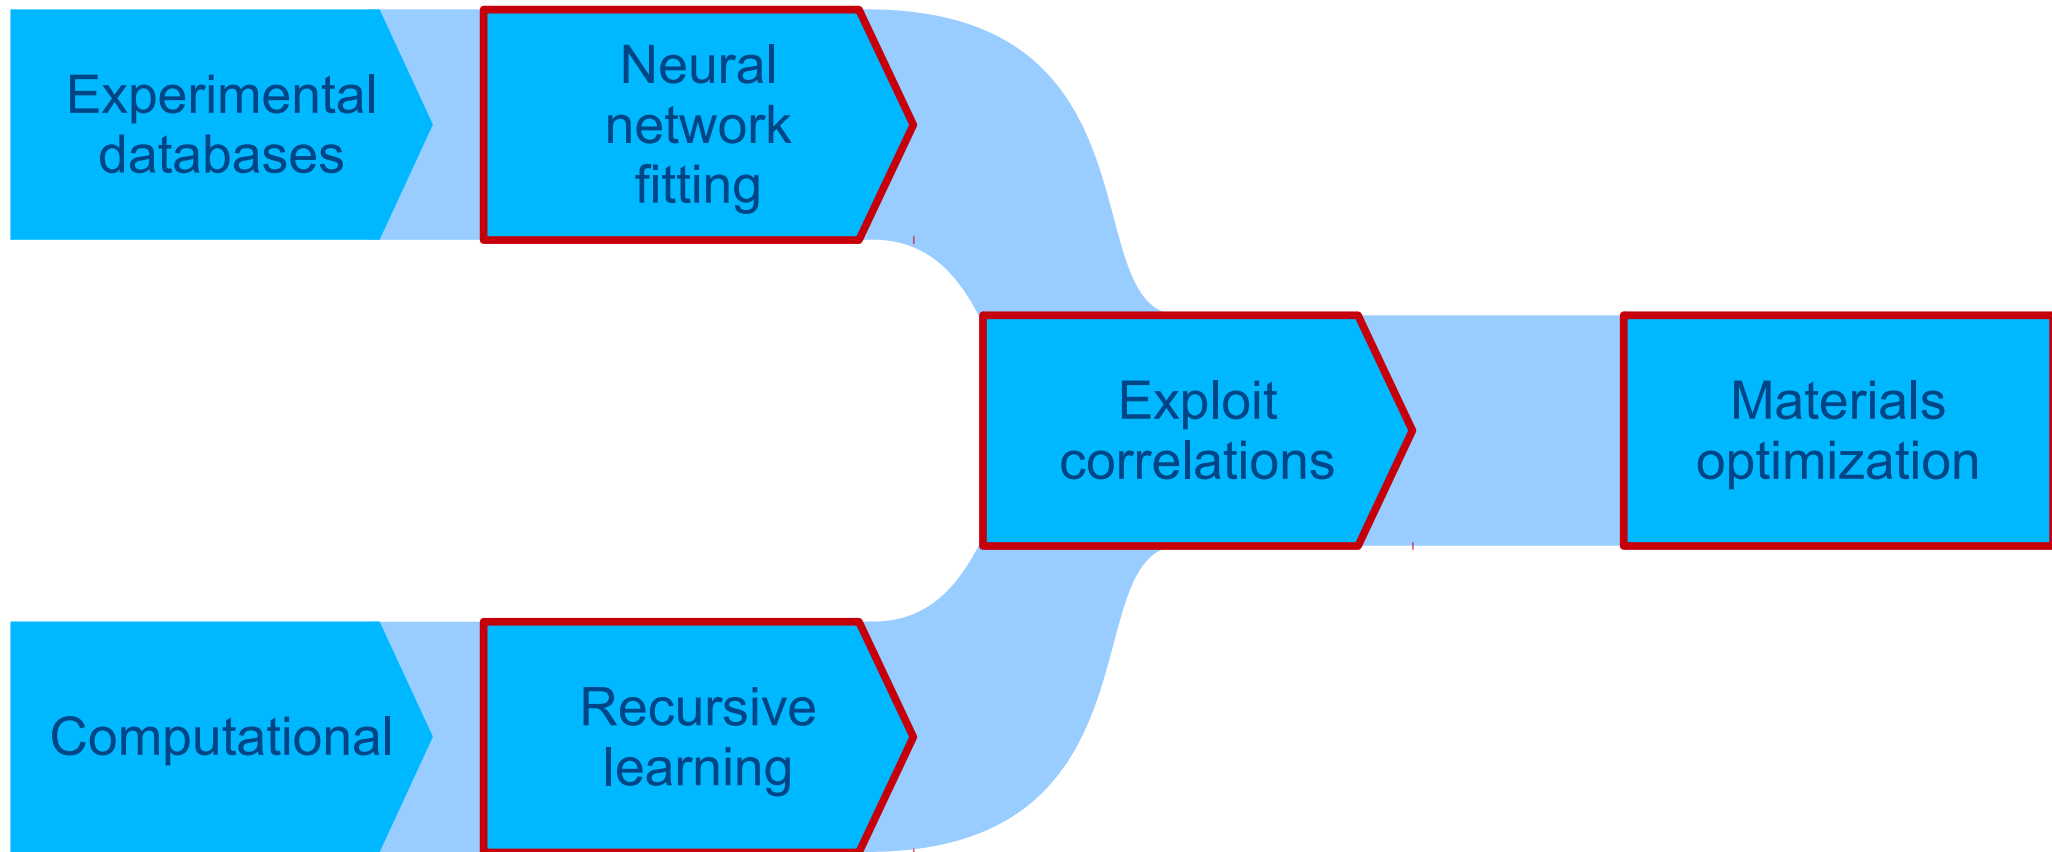 Experimental
databases
Neural
network
fitting
Exploit
correlations
Materials
optimization
Computational
Recursive
learning